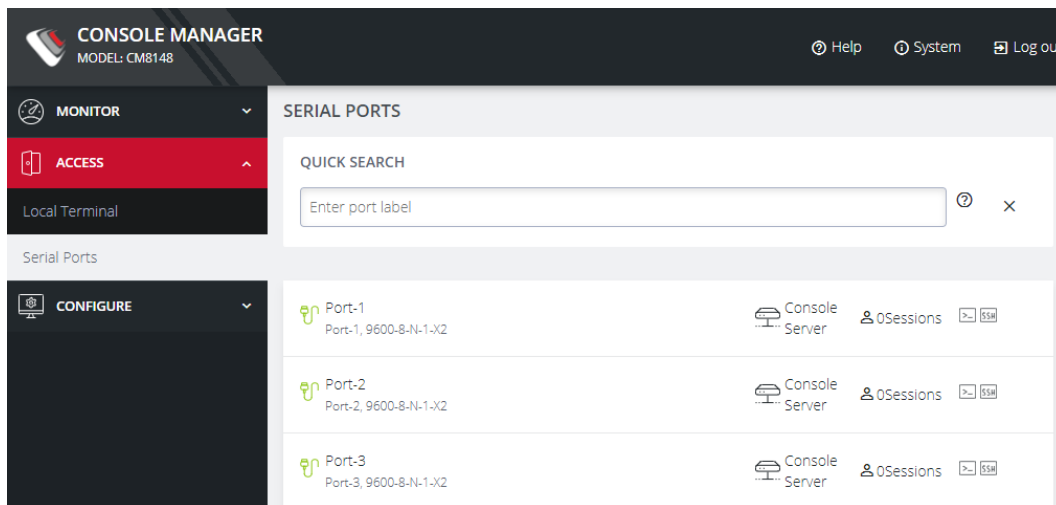 CONSOLE MANAGER
MODEL: CM8148
Help
System
Log ou
MONITOR
ACCESS
Local Terminal
Serial Ports
CONFIGURE
SERIAL PORTS
QUICK SEARCH
Enter port label
Port-1
Port-1, 9600-8-N-1-X2
Console
Server
0Sessions
>_ SSH
Port-2
Port-2, 9600-8-N-1-X2
Console
Server
0Sessions
>_ SSH
Port-3
Port-3, 9600-8-N-1-X2
Console
Server
0Sessions
>_ SSH